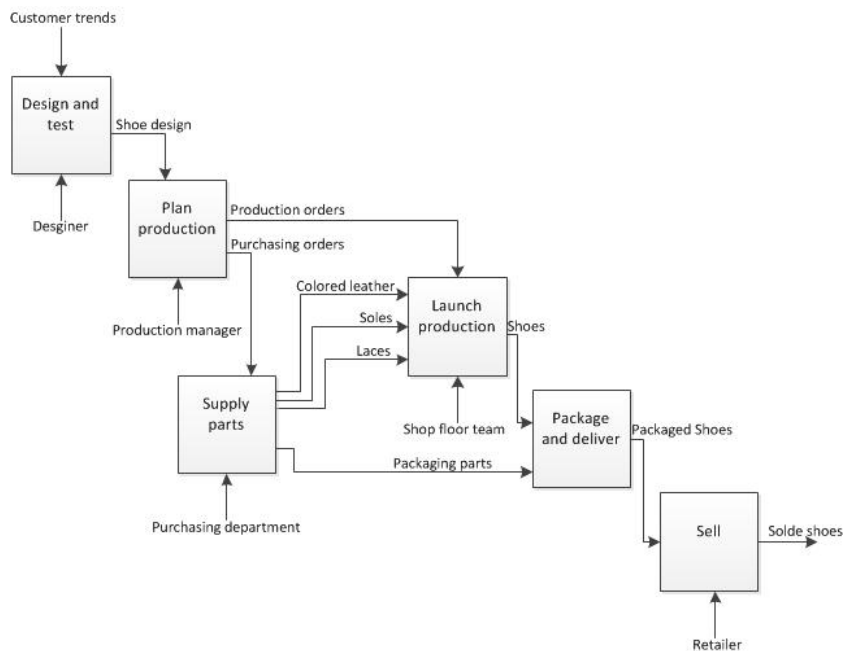 Customer trends
Design and
test
Shoe design
Desginer
Plan
production
Production orders
Purchasing orders
Production manager
Colored leather
Soles
Laces
Launch
production
Shoes
Supply
parts
Shop floor team
Package
and deliver
Packaged Shoes
Packaging parts
Purchasing department
Sell
Solde shoes
Retailer